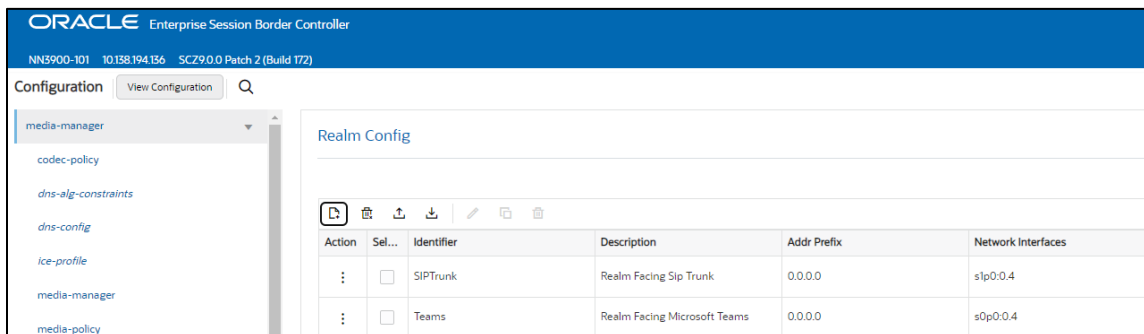 ORACLE Enterprise Session Border Controller
NN3900-101 10.138.194.136 SCZ9.0.0 Patch 2 (Build 172)
Configuration View Configuration
media-manager
codec-policy
dns-alg-constraints
dns-config
ice-profile
media-manager
media-policy
Realm Config
Action Sel... Identifier Description Addr Prefix Network Interfaces
SIPTrunk Realm Facing Sip Trunk 0.0.0.0 s1p0:0.4
Teams Realm Facing Microsoft Teams 0.0.0.0 s0p0:0.4